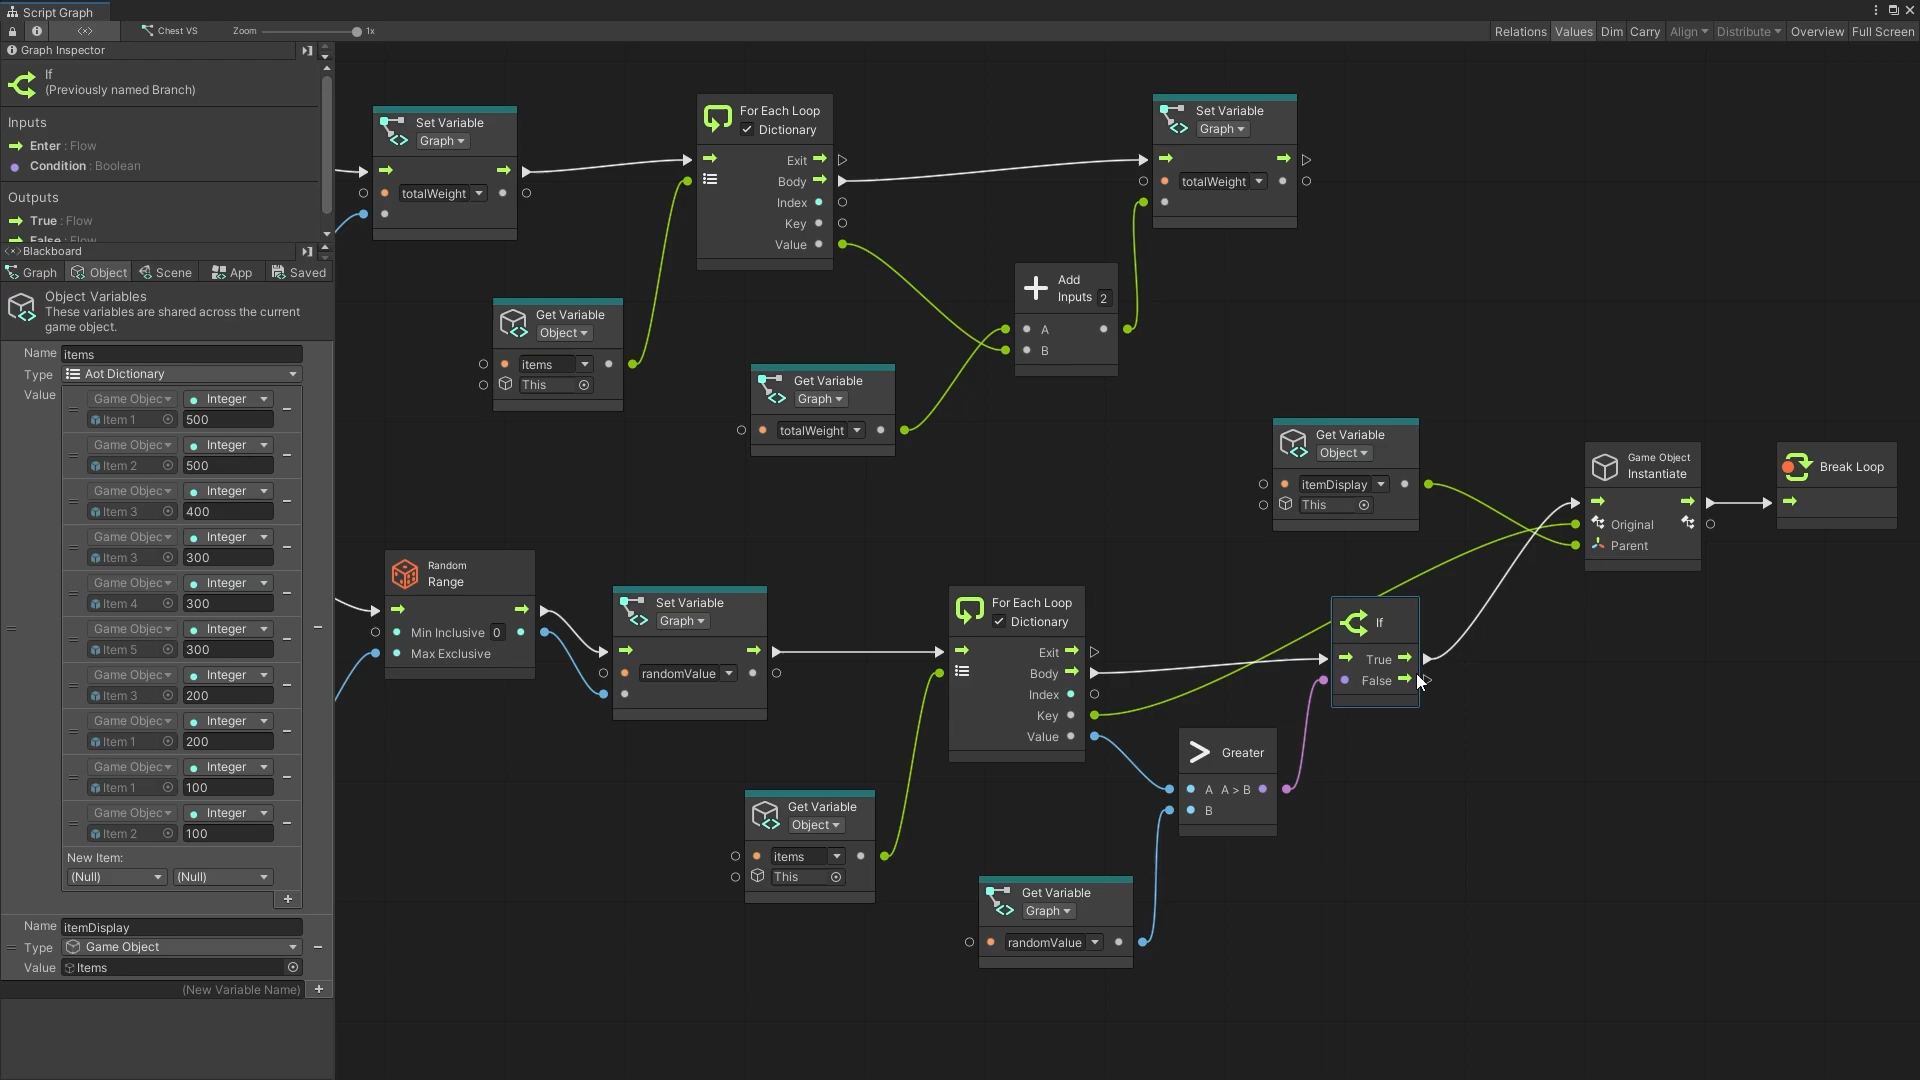 Script Graph
Chest VS
Zoom
1x
Relations
Values
Dim
Carry
Align
Distribute
Overview
Full Screen
Graph Inspector
If
(Previously named Branch)
Inputs
Enter : Flow
Condition : Boolean
Outputs
True : Flow
False : Flow
Blackboard
Graph
Object
Scene
App
Saved
Object Variables
These variables are shared across the current
game object.
Name items
Type Aot Dictionary
Value
Game Objec Integer
Item 1 500
Game Objec Integer
Item 2 500
Game Objec Integer
Item 3 400
Game Objec Integer
Item 3 300
Game Objec Integer
Item 4 300
Game Objec Integer
Item 5 300
Game Objec Integer
Item 3 200
Game Objec Integer
Item 1 200
Game Objec Integer
Item 1 100
Game Objec Integer
Item 2 100
New Item:
(Null) (Null)
+
Name itemDisplay
Type Game Object
Value Items
(New Variable Name) +
Set Variable
Graph
totalWeight
For Each Loop
Dictionary
Exit
Body
Index
Key
Value
Set Variable
Graph
totalWeight
Get Variable
Object
items
This
Add
Inputs 2
A
B
Get Variable
Graph
totalWeight
Get Variable
Object
itemDisplay
This
Game Object
Instantiate
Original
Parent
Break Loop
Random
Range
Min Inclusive 0
Max Exclusive
Set Variable
Graph
randomValue
For Each Loop
Dictionary
Exit
Body
Index
Key
Value
If
True
False
Greater
A A > B
B
Get Variable
Object
items
This
Get Variable
Graph
randomValue